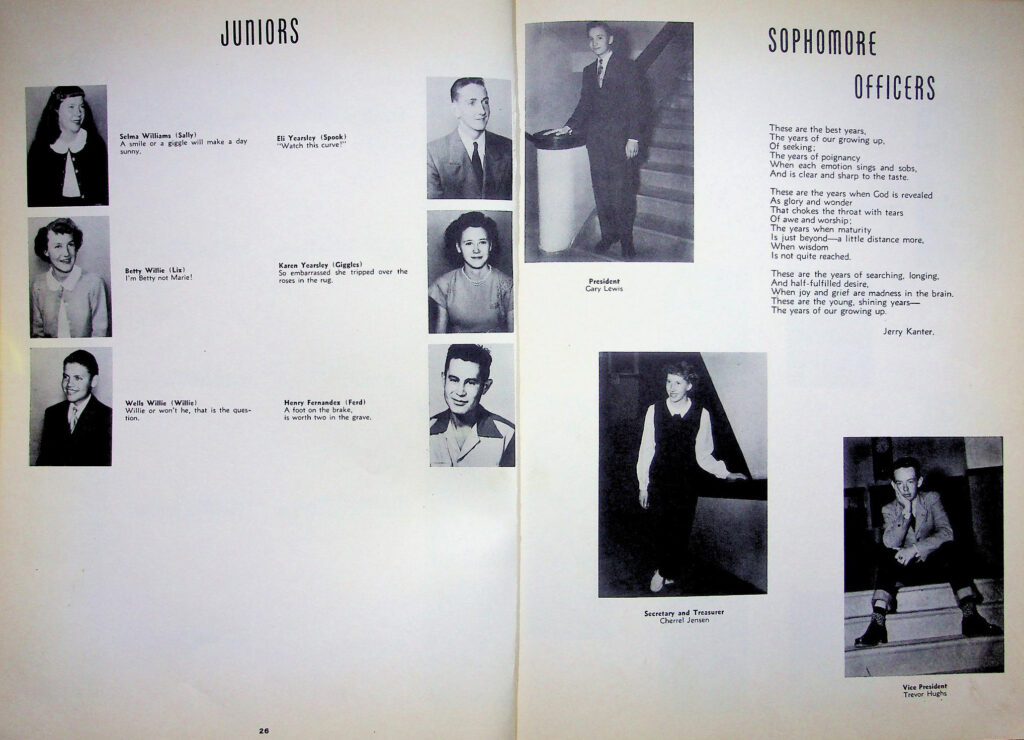 JUNIORS
Selma Williams (Sally)
A smile or a giggle will make a day
sunny.
Eli Yearsley (Spook)
"Watch this curve!"
Betty Willie (Liz)
I'm Betty not Marie!
Karen Yearsley (Giggles)
So embarrassed she tripped over the
roses in the rug.
Wells Willie (Willie)
Willie or won't he, that is the ques-
tion.
Henry Fernandez (Ferd)
A foot on the brake,
is worth two in the grave.
26
SOPHOMORE
OFFICERS
These are the best years,
The years of our growing up,
Of seeking;
The years of poignancy
When each emotion sings and sobs,
And is clear and sharp to the taste.
These are the years when God is revealed
As glory and wonder
That chokes the throat with tears
Of awe and worship;
The years when maturity
Is just beyond—a little distance more,
When wisdom
Is not quite reached.
These are the years of searching, longing,
And half-fulfilled desire,
When joy and grief are madness in the brain.
These are the young, shining years—
The years of our growing up.
Jerry Kanter.
President
Gary Lewis
Secretary and Treasurer
Cherrel Jensen
Vice President
Trevor Hughs